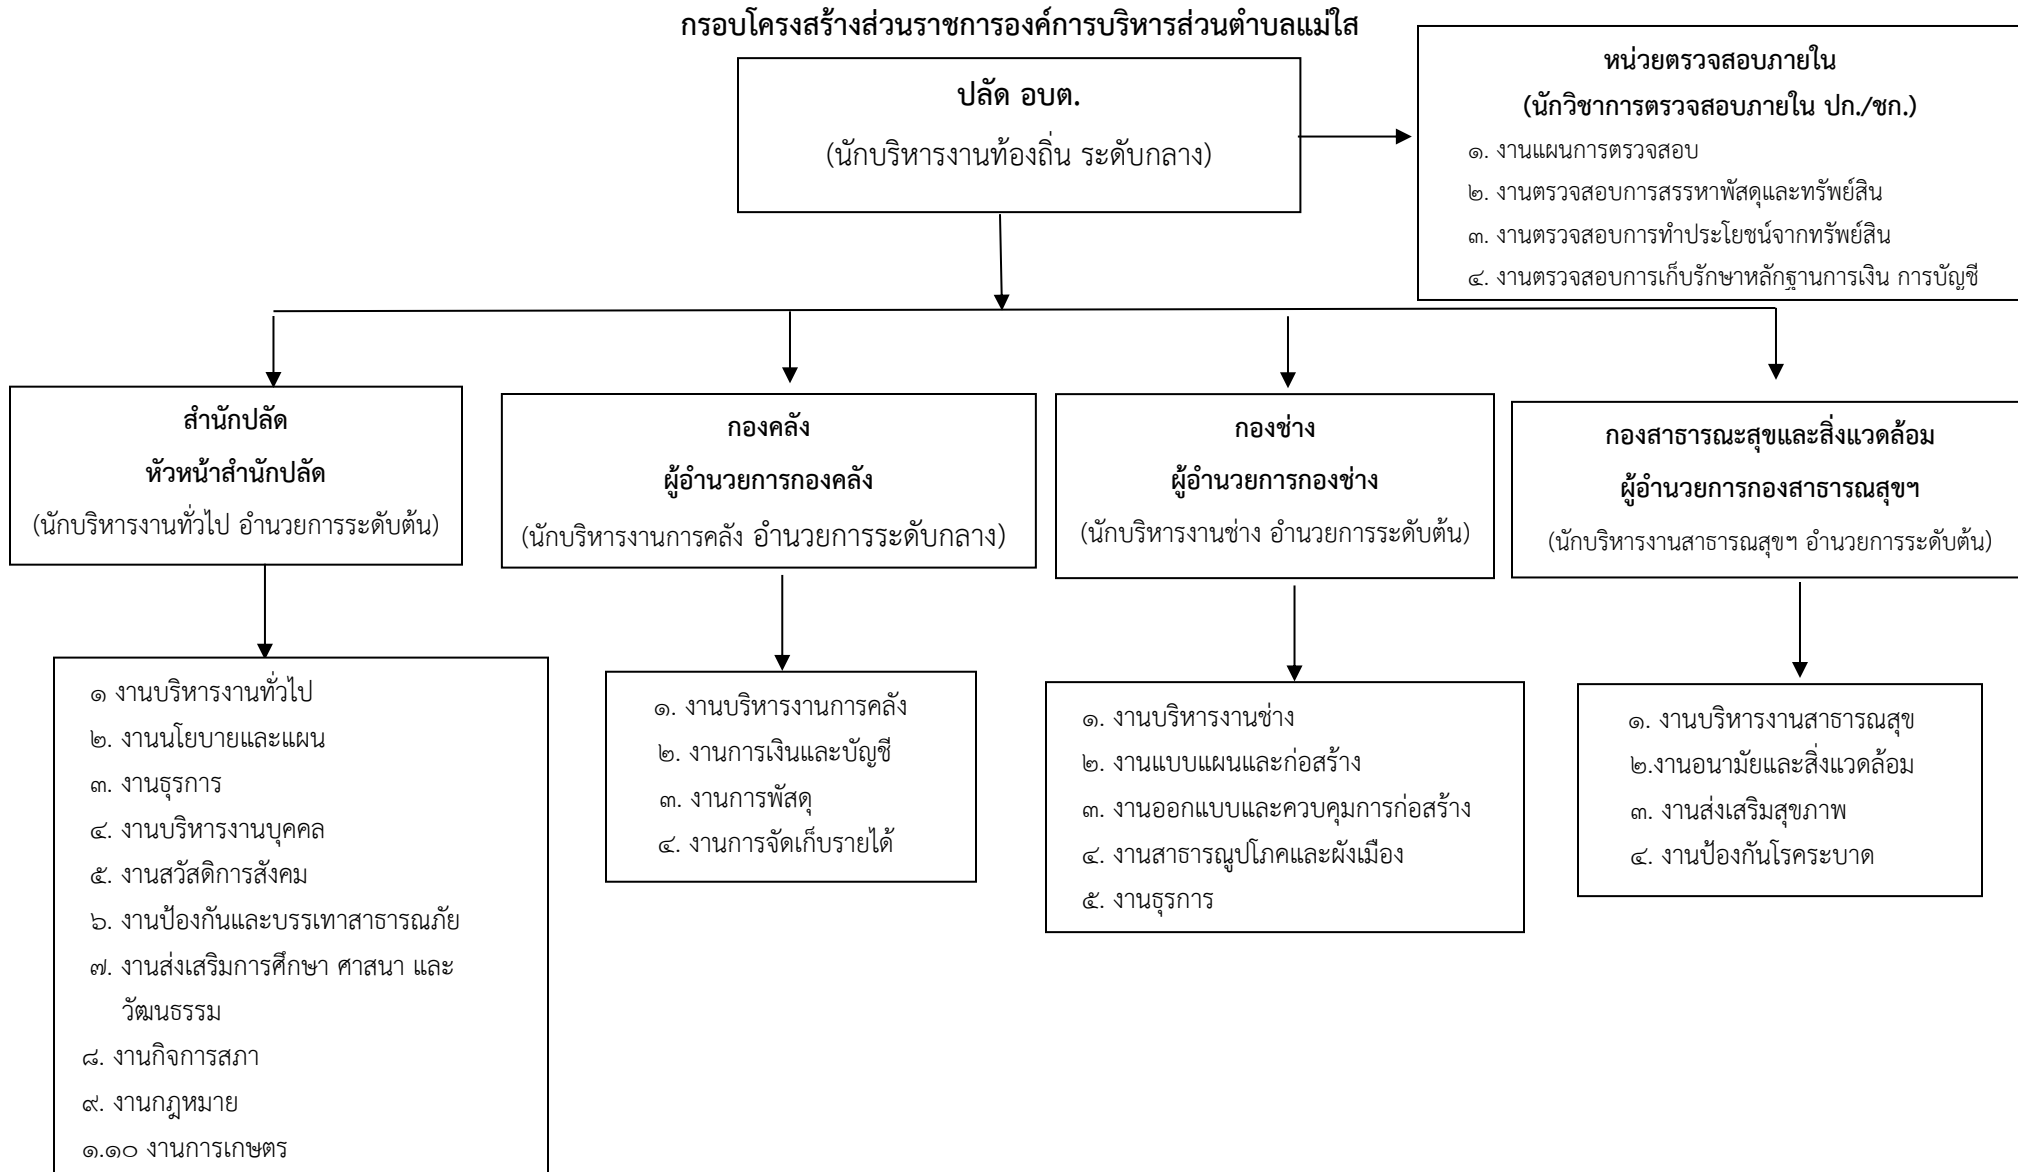 กรอบโครงสร้างส่วนราชการองค์การบริหารส่วนตำบลแม่ใส
ปลัด อบต.
(นักบริหารงานท้องถิ่น ระดับกลาง)
หน่วยตรวจสอบภายใน
(นักวิชาการตรวจสอบภายใน ปก./ชก.)
๑. งานแผนการตรวจสอบ
๒. งานตรวจสอบการสรรหาพัสดุและทรัพย์สิน
๓. งานตรวจสอบการทำประโยชน์จากทรัพย์สิน
๔. งานตรวจสอบการเก็บรักษาหลักฐานการเงิน การบัญชี
สำนักปลัด
หัวหน้าสำนักปลัด
(นักบริหารงานทั่วไป อำนวยการระดับต้น)
กองคลัง
ผู้อำนวยการกองคลัง
(นักบริหารงานการคลัง อำนวยการระดับกลาง)
กองช่าง
ผู้อำนวยการกองช่าง
(นักบริหารงานช่าง อำนวยการระดับต้น)
กองสาธารณะสุขและสิ่งแวดล้อม
ผู้อำนวยการกองสาธารณสุขฯ
(นักบริหารงานสาธารณสุขฯ อำนวยการระดับต้น)
๑ งานบริหารงานทั่วไป
๒. งานนโยบายและแผน
๓. งานธุรการ
๔. งานบริหารงานบุคคล
๕. งานสวัสดิการสังคม
๖. งานป้องกันและบรรเทาสาธารณภัย
๗. งานส่งเสริมการศึกษา ศาสนา และ
วัฒนธรรม
๘. งานกิจการสภา
๙. งานกฎหมาย
๑.๑๐ งานการเกษตร
๑. งานบริหารงานการคลัง
๒. งานการเงินและบัญชี
๓. งานการพัสดุ
๔. งานการจัดเก็บรายได้
๑. งานบริหารงานช่าง
๒. งานแบบแผนและก่อสร้าง
๓. งานออกแบบและควบคุมการก่อสร้าง
๔. งานสาธารณูปโภคและผังเมือง
๕. งานธุรการ
๑. งานบริหารงานสาธารณสุข
๒.งานอนามัยและสิ่งแวดล้อม
๓. งานส่งเสริมสุขภาพ
๔. งานป้องกันโรคระบาด